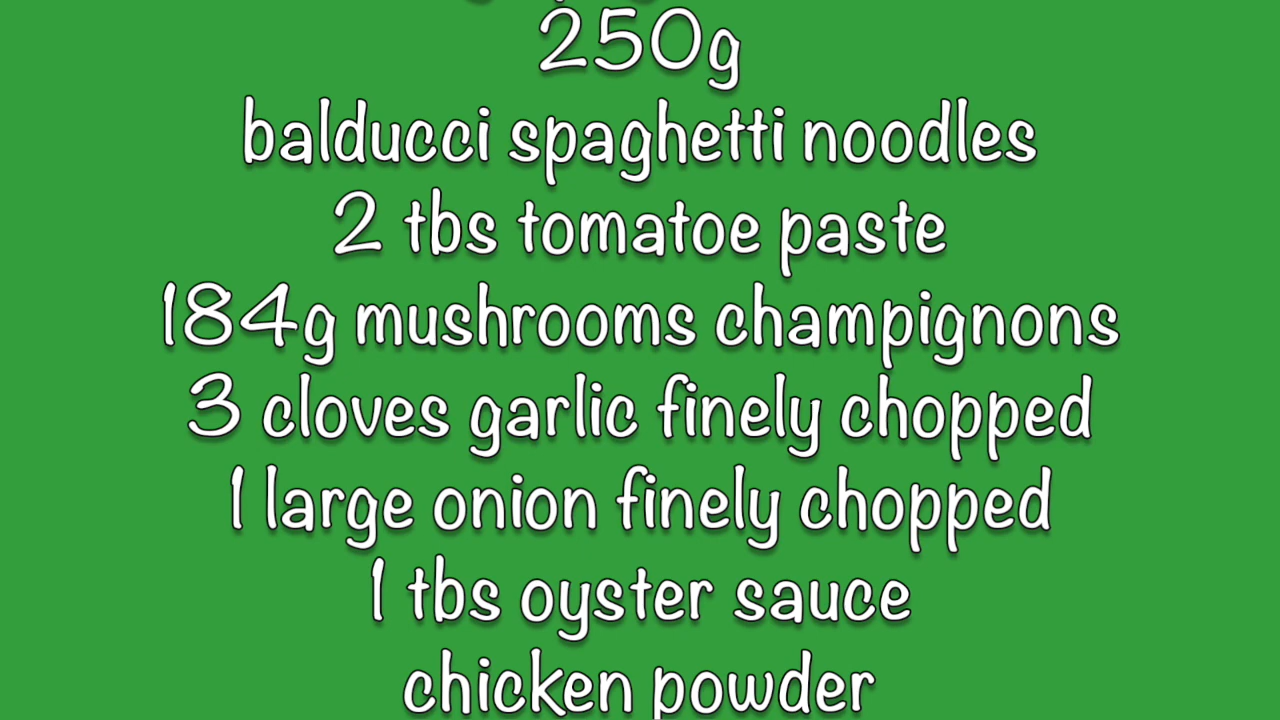 250g
balducci spaghetti noodles
2 tbs tomatoe paste
184g mushrooms champignons
3 cloves garlic finely chopped
1 large onion finely chopped
1 tbs oyster sauce
chicken powder